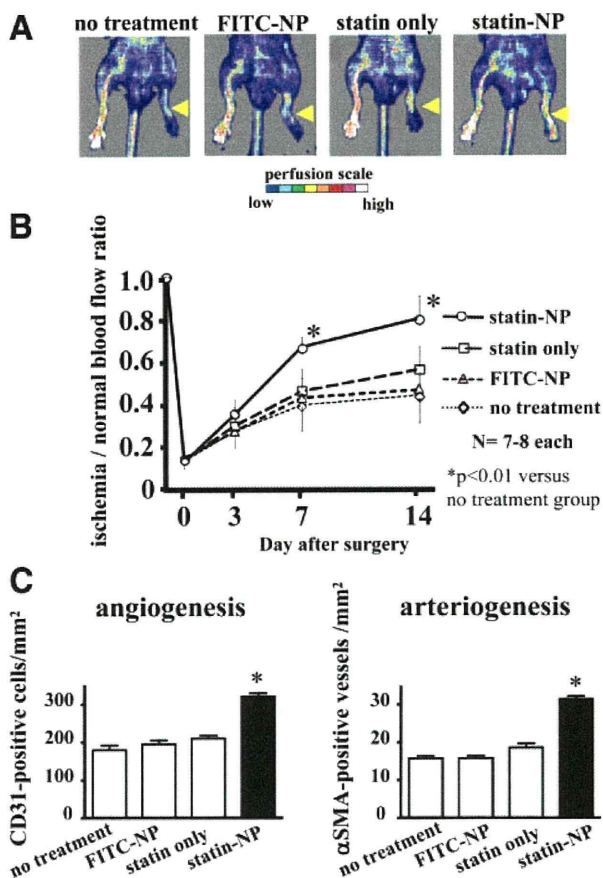 A
no treatment FITC-NP statin only statin-NP
perfusion scale
low high
B
ischemia / normal blood flow ratio
1.0
0.8
0.6
0.4
0.2
0
* *
0 3 7 14
Day after surgery
statin-NP
statin only
FITC-NP
no treatment
N= 7-8 each
*p<0.01 versus
no treatment group
C
angiogenesis
CD31-positive cells/mm²
300
200
100
0
*
no treatment
FITC-NP
statin only
statin-NP
arteriogenesis
αSMA-positive vessels /mm²
30
20
10
0
*
no treatment
FITC-NP
statin only
statin-NP